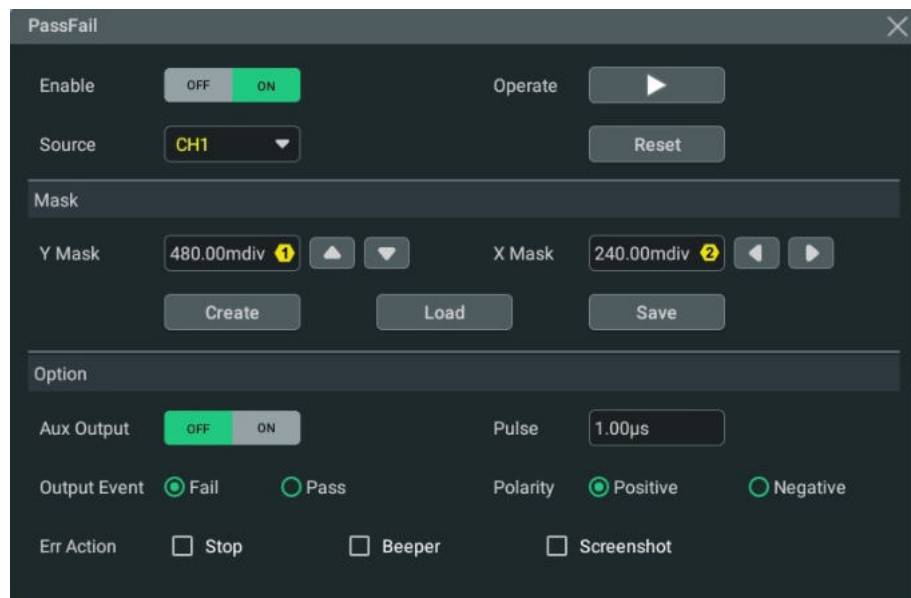 PassFail
Enable OFF ON Operate
Source CH1 Reset
Mask
Y Mask 480.00mdiv 1 X Mask 240.00mdiv 2
Create Load Save
Option
Aux Output OFF ON Pulse 1.00µs
Output Event Fail Pass Polarity Positive Negative
Err Action Stop Beeper Screenshot